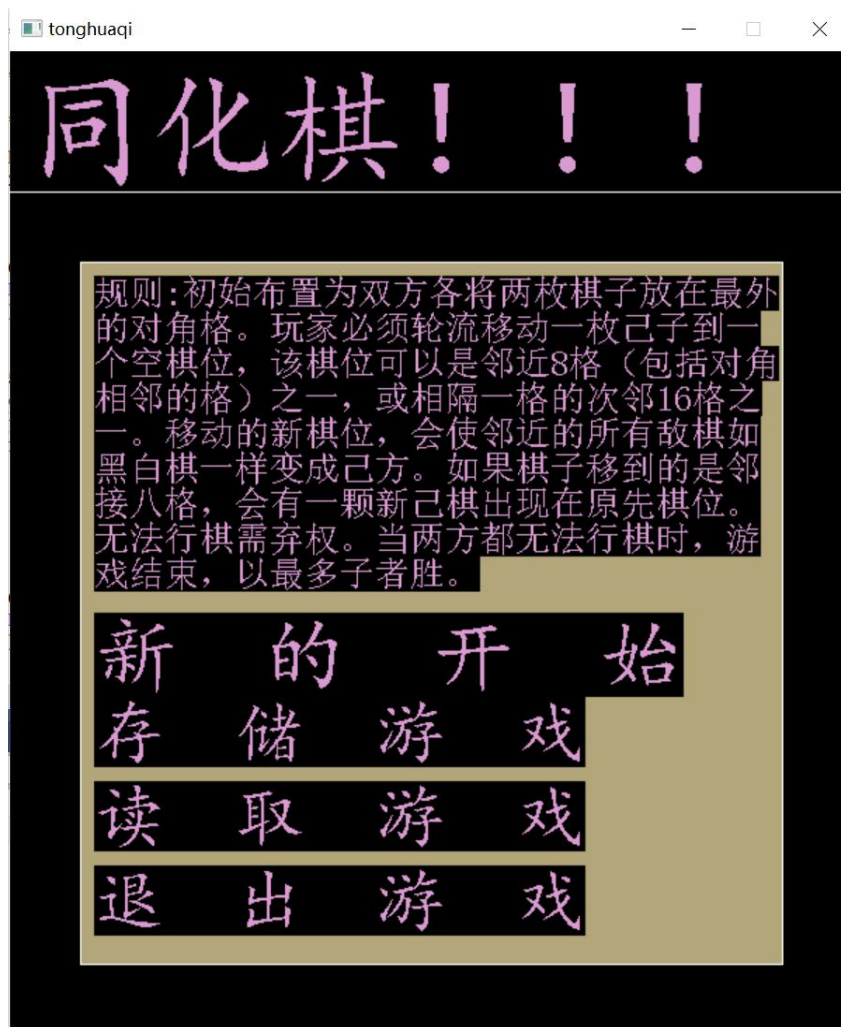 tonghuaqi
同化棋！！！
规则:初始布置为双方各将两枚棋子放在最外
的对角格。玩家必须轮流移动一枚己子到一
个空棋位，该棋位可以是邻近8格（包括对角
相邻的格）之一，或相隔一格的次邻16格之
一。移动的新棋位，会使邻近的所有敌棋如
黑白棋一样变成己方。如果棋子移到的是邻
接八格，会有一颗新己棋出现在原先棋位。
无法行棋需弃权。当两方都无法行棋时，游
戏结束，以最多子者胜。
新的开始
存储游戏
读取游戏
退出游戏